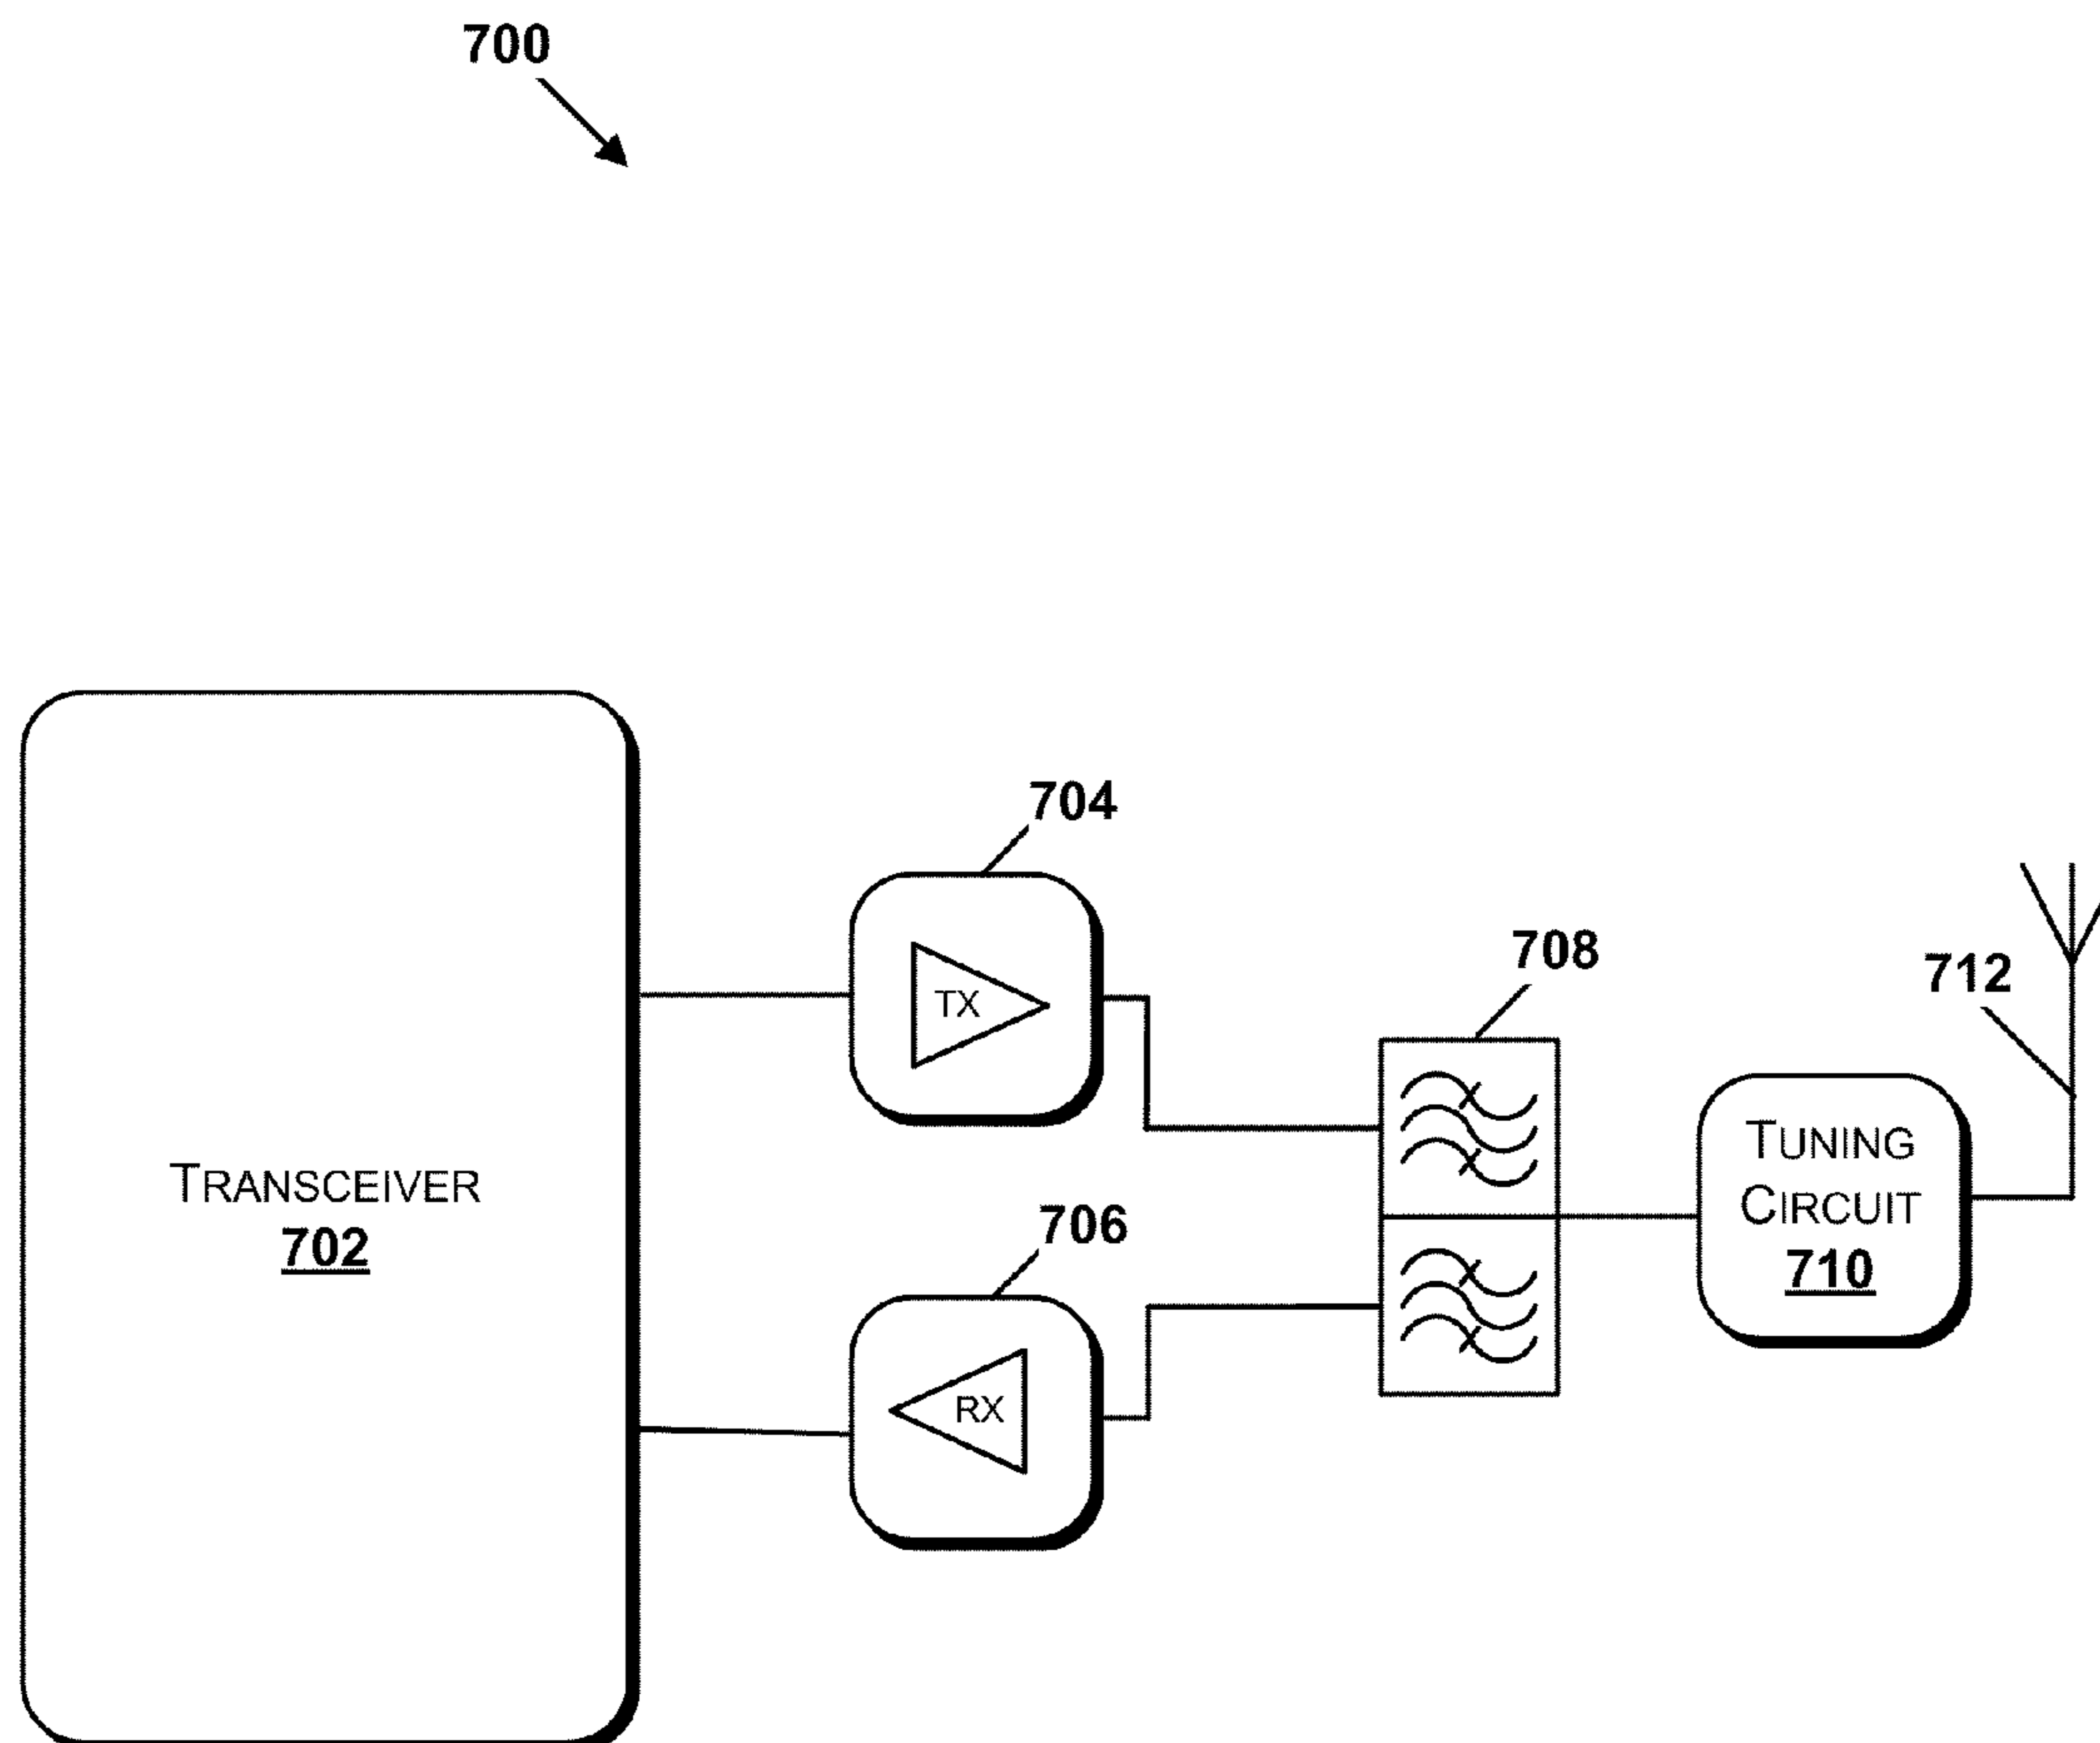 700
704
TX
708
712
TRANSCEIVER
702
706
RX
TUNING
CIRCUIT
710